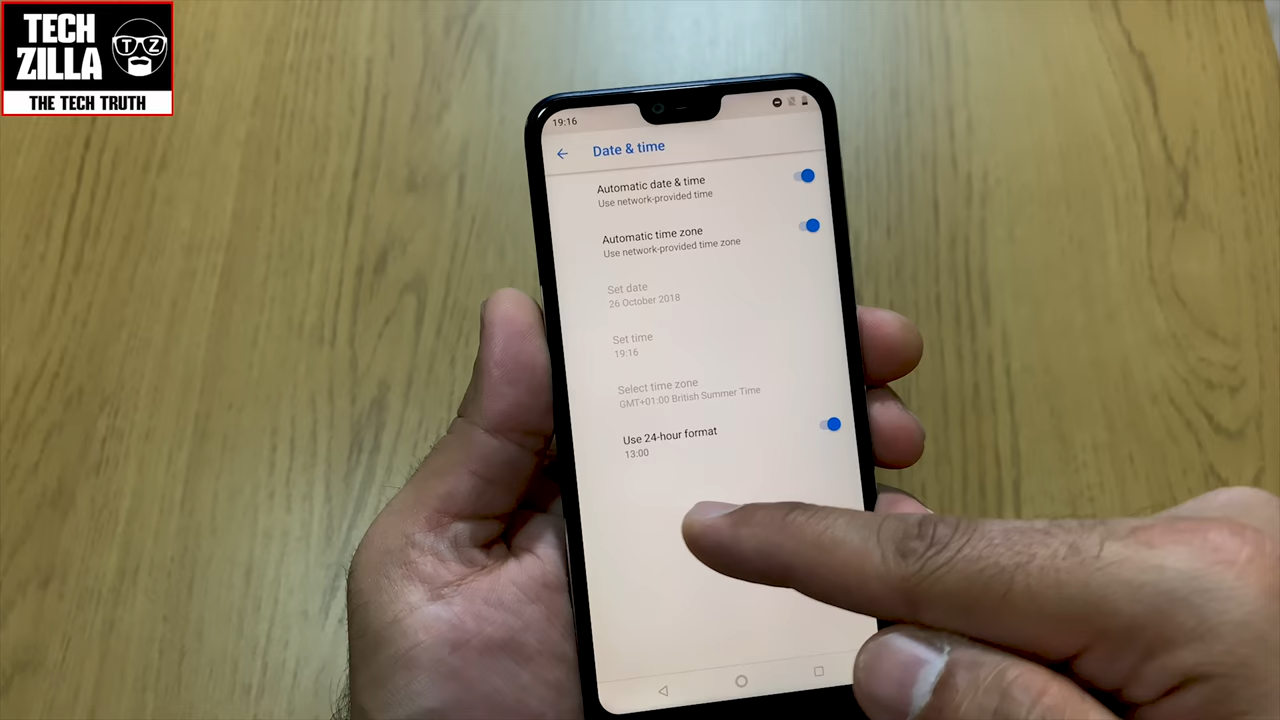 TECH
ZILLA
T Z
THE TECH TRUTH
19:16
Date & time
Automatic date & time
Use network-provided time
Automatic time zone
Use network-provided time zone
Set date
26 October 2018
Set time
19:16
Select time zone
GMT+01:00 British Summer Time
Use 24-hour format
13:00